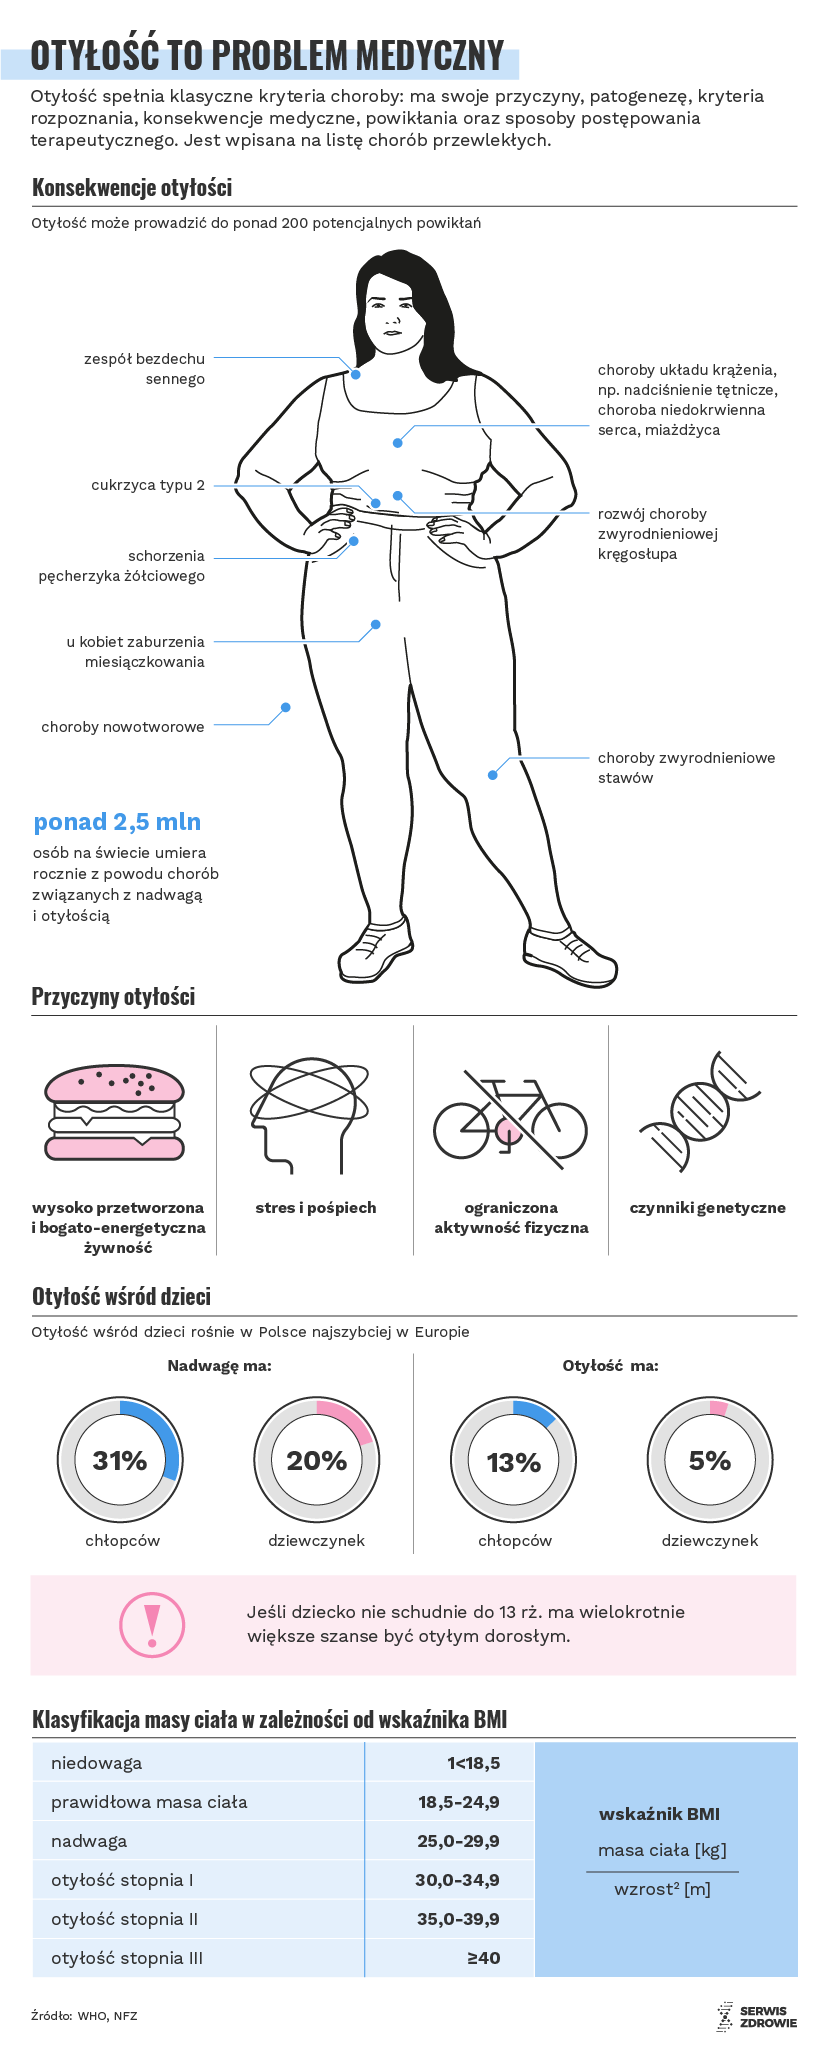 OTYŁOŚĆ TO PROBLEM MEDYCZNY
Otyłość spełnia klasyczne kryteria choroby: ma swoje przyczyny, patogenezę, kryteria
rozpoznania, konsekwencje medyczne, powikłania oraz sposoby postępowania
terapeutycznego. Jest wpisana na listę chorób przewlekłych.
Konsekwencje otyłości
Otyłość może prowadzić do ponad 200 potencjalnych powikłań
zespół bezdechu
sennego
choroby układu krążenia,
np. nadciśnienie tętnicze,
choroba niedokrwienna
serca, miażdżyca
cukrzyca typu 2
rozwój choroby
zwyrodnieniowej
kręgosłupa
schorzenia
pęcherzyka żółciowego
u kobiet zaburzenia
miesiączkowania
choroby nowotworowe
choroby zwyrodnieniowe
stawów
ponad 2,5 mln
osób na świecie umiera
rocznie z powodu chorób
związanych z nadwagą
i otyłością
Przyczyny otyłości
wysoko przetworzona
i bogato-energetyczna
żywność
stres i pośpiech
ograniczona
aktywność fizyczna
czynniki genetyczne
Otyłość wśród dzieci
Otyłość wśród dzieci rośnie w Polsce najszybciej w Europie
Nadwagę ma:
31%
chłopców
20%
dziewczynek
Otyłość ma:
13%
chłopców
5%
dziewczynek
Jeśli dziecko nie schudnie do 13 rż. ma wielokrotnie
większe szanse być otyłym dorosłym.
Klasyfikacja masy ciała w zależności od wskaźnika BMI
niedowaga 1<18,5
prawidłowa masa ciała 18,5-24,9
nadwaga 25,0-29,9
otyłość stopnia I 30,0-34,9
otyłość stopnia II 35,0-39,9
otyłość stopnia III ≥40
wskaźnik BMI
masa ciała [kg]
wzrost² [m]
Źródło: WHO, NFZ
SERWIS
ZDROWIE